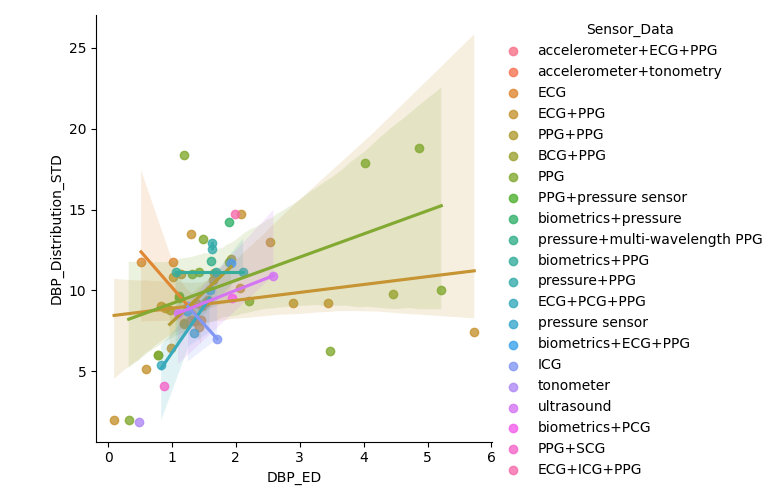 25
20
15
10
5
DBP_Distribution_STD
0 1 2 3 4 5 6
DBP_ED
Sensor_Data
accelerometer+ECG+PPG
accelerometer+tonometry
ECG
ECG+PPG
PPG+PPG
BCG+PPG
PPG
PPG+pressure sensor
biometrics+pressure
pressure+multi-wavelength PPG
biometrics+PPG
pressure+PPG
ECG+PCG+PPG
pressure sensor
biometrics+ECG+PPG
ICG
tonometer
ultrasound
biometrics+PCG
PPG+SCG
ECG+ICG+PPG